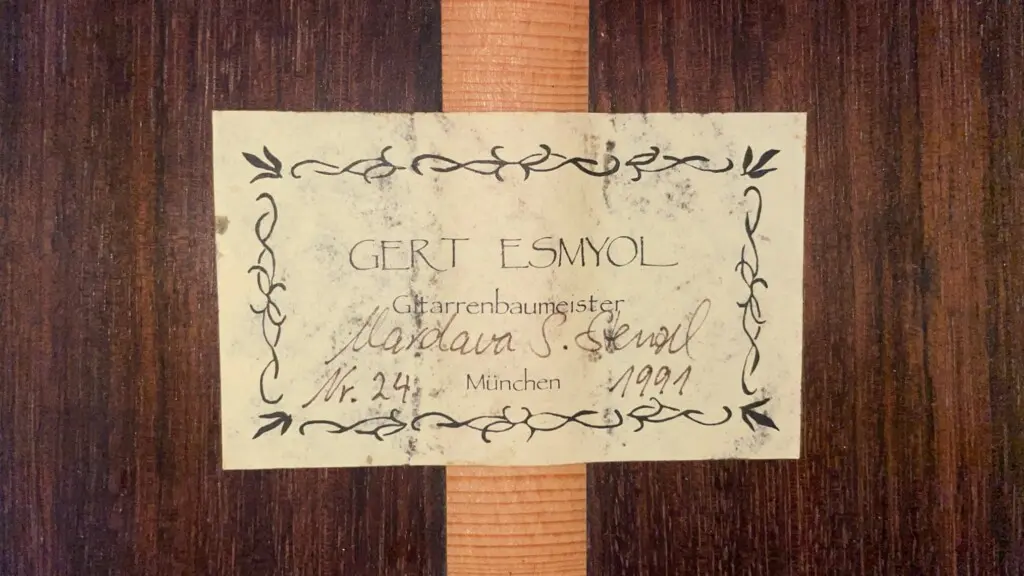 GERT ESMYOL
Gitarrenbaumeister
S.
Nr. 24 München 1991